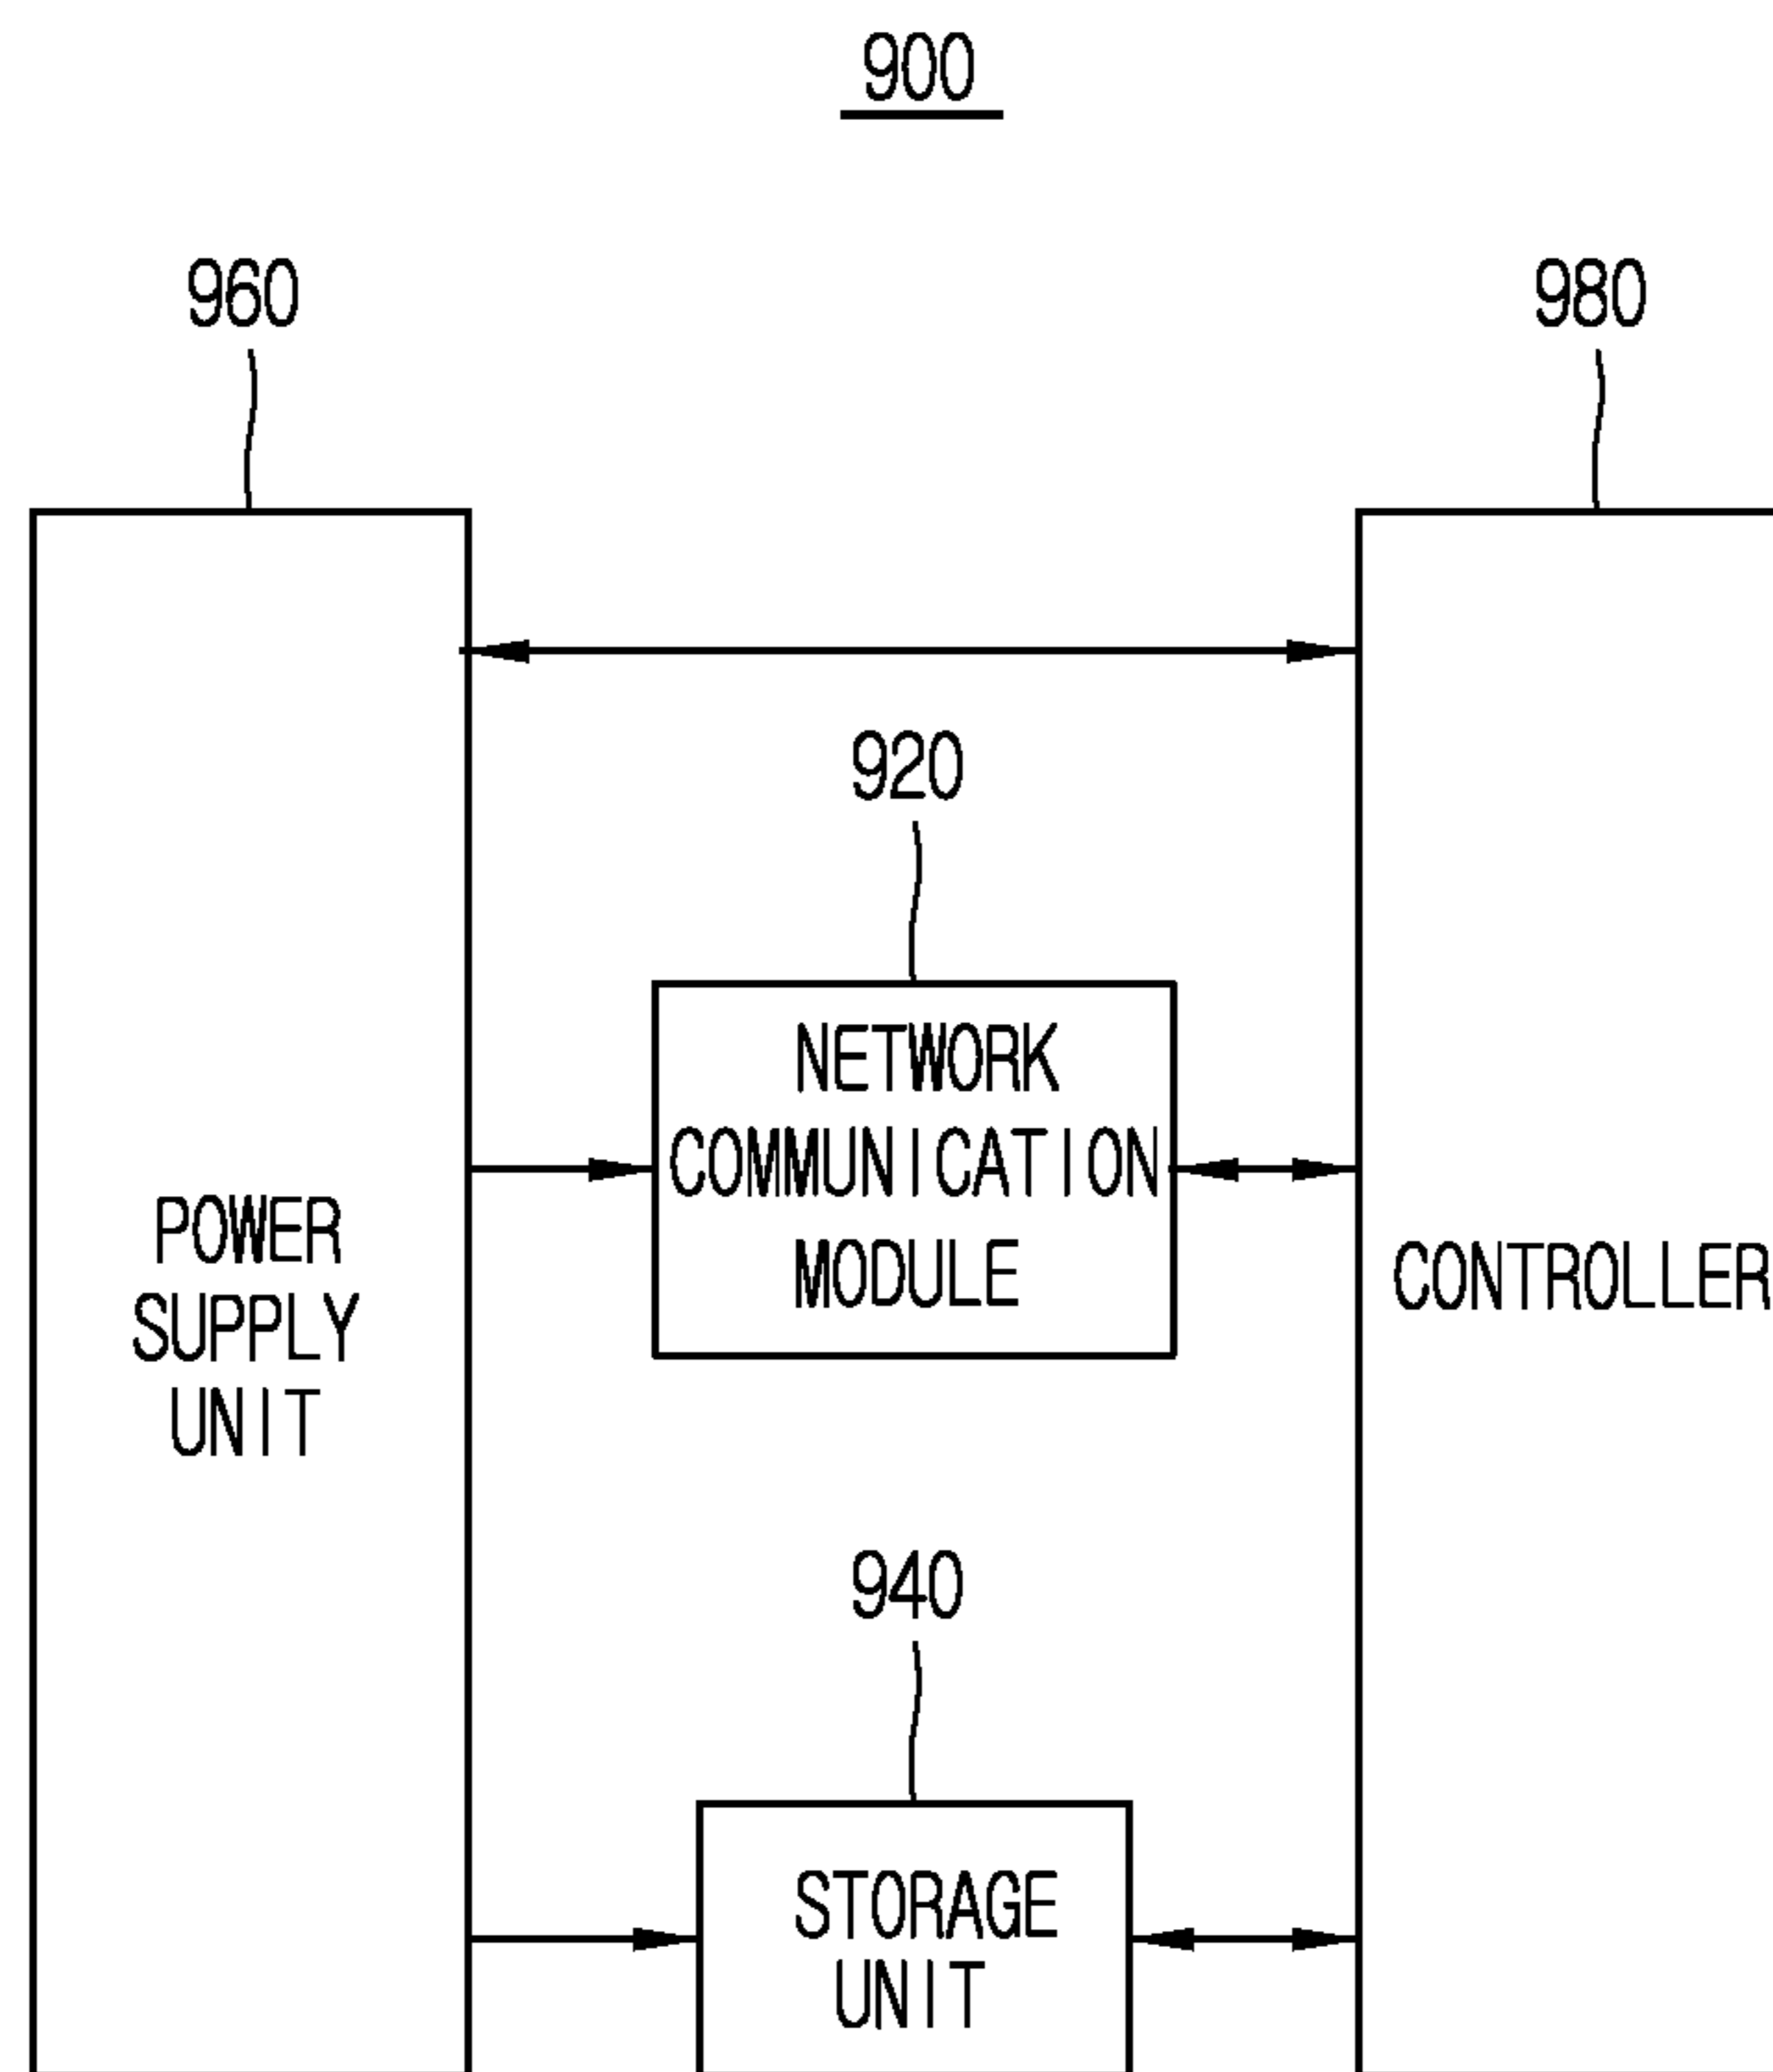 900
960
980
920
NETWORK
COMMUNICATION
MODULE
POWER
SUPPLY
UNIT
CONTROLLER
940
STORAGE
UNIT